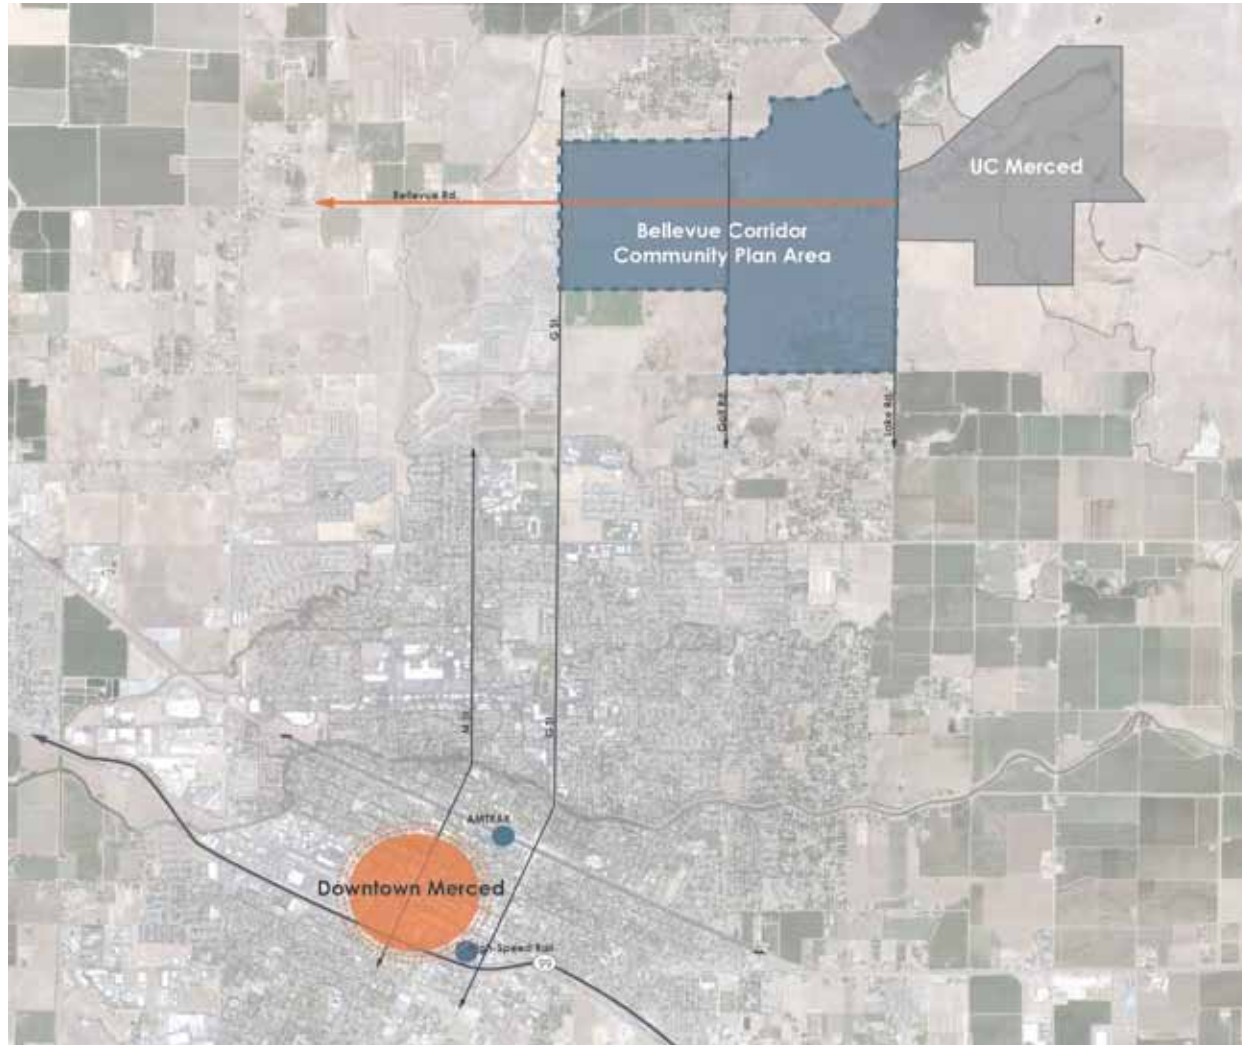 UC Merced
Bellevue Rd.
Bellevue Corridor
Community Plan Area
G St.
Golf Rd.
Lake Rd.
M St.
G St.
AMTRAK
Downtown Merced
High-Speed Rail